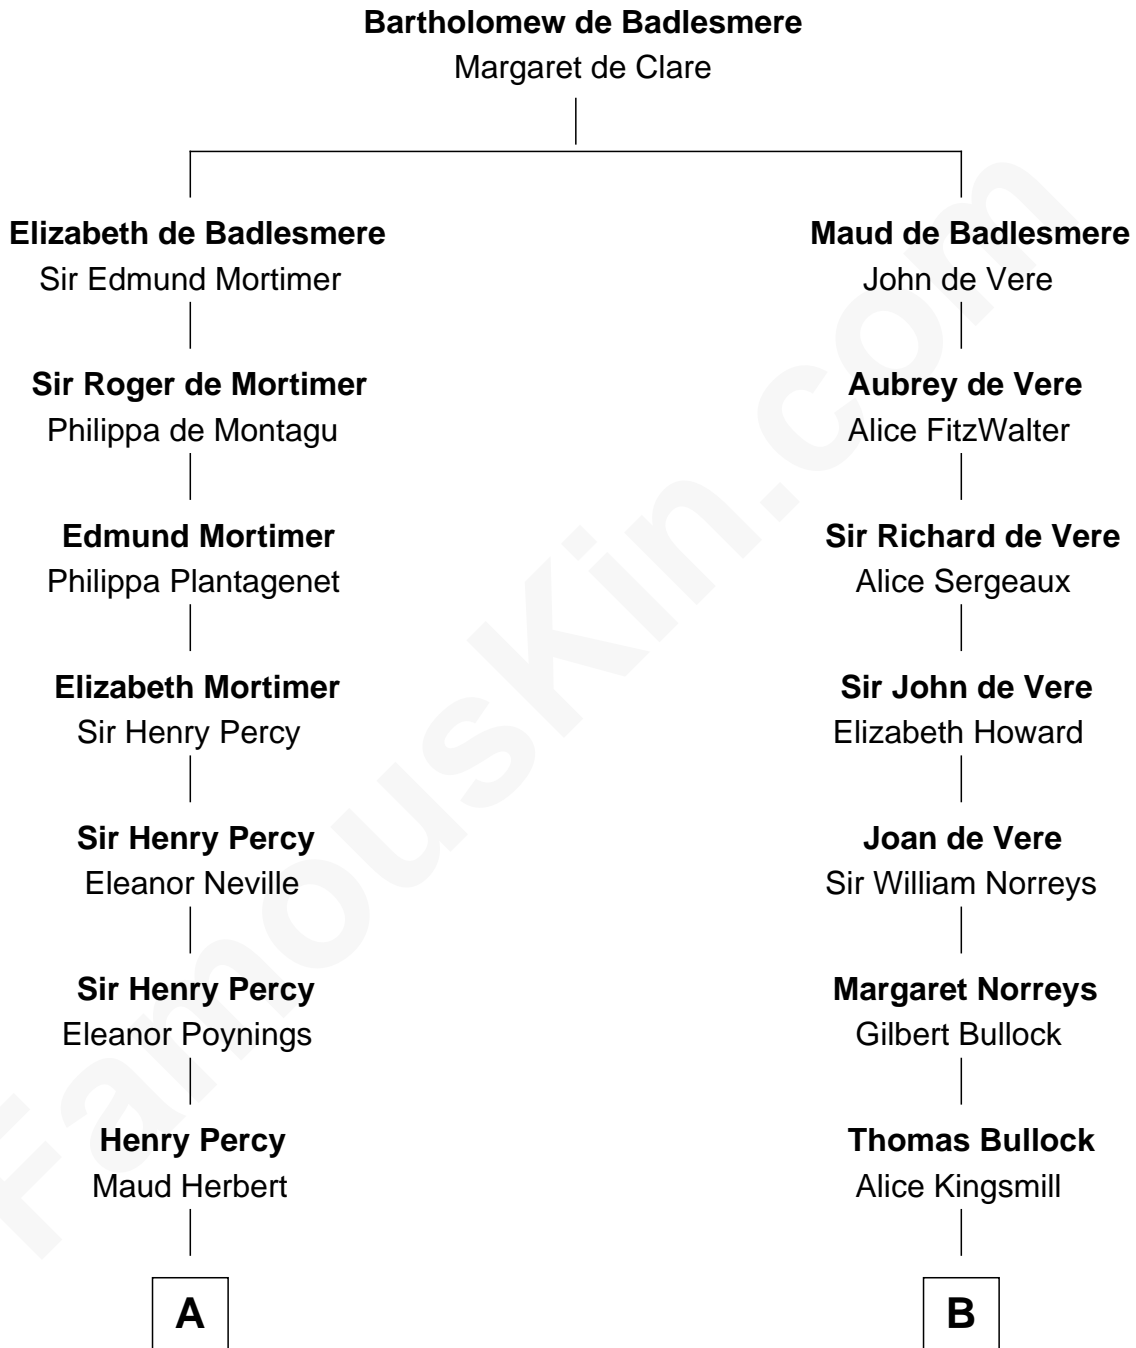 Bartholomew de Badlesmere
Margaret de Clare
Elizabeth de Badlesmere
Sir Edmund Mortimer
Maud de Badlesmere
John de Vere
Sir Roger de Mortimer
Philippa de Montagu
Aubrey de Vere
Alice FitzWalter
Edmund Mortimer
Philippa Plantagenet
Sir Richard de Vere
Alice Sergeaux
Elizabeth Mortimer
Sir Henry Percy
Sir John de Vere
Elizabeth Howard
Sir Henry Percy
Eleanor Neville
Joan de Vere
Sir William Norreys
Sir Henry Percy
Eleanor Poynings
Margaret Norreys
Gilbert Bullock
Henry Percy
Maud Herbert
Thomas Bullock
Alice Kingsmill
A
B
FamousKin.com